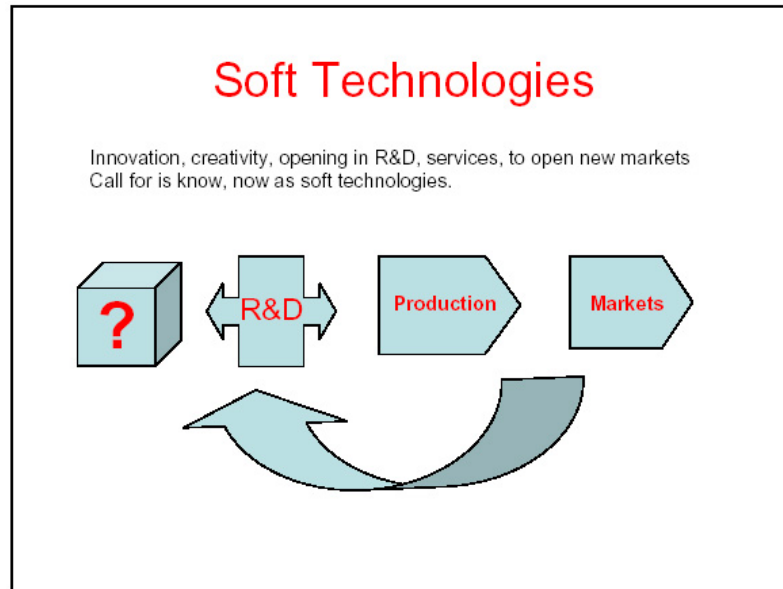 Soft Technologies
Innovation, creativity, opening in R&D, services, to open new markets
Call for is know, now as soft technologies.
?
R&D
Production
Markets